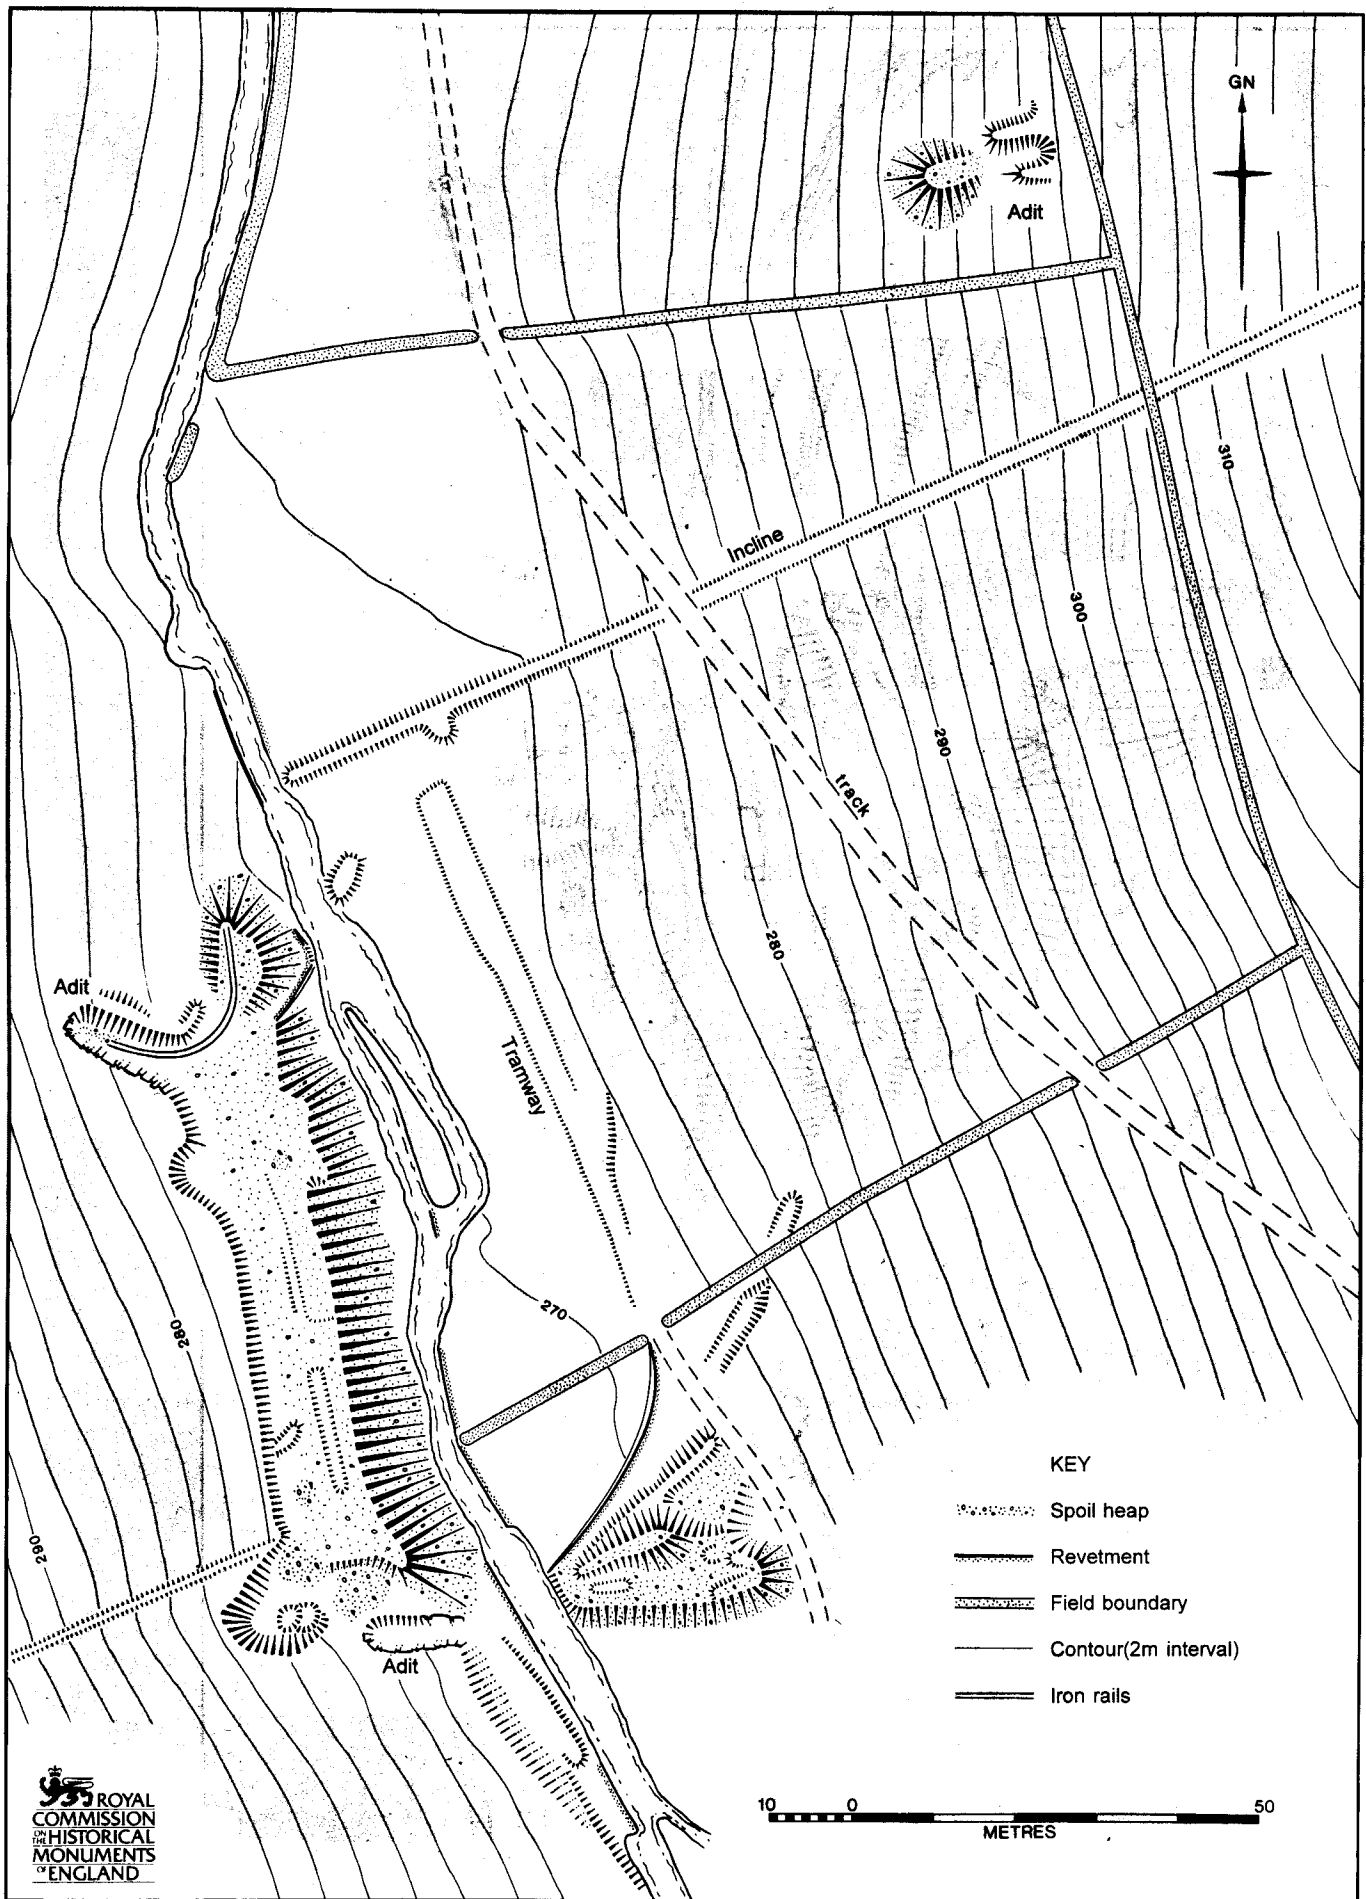 GN
Adit
310
Incline
300
290
track
280
Adit
Tramway
270
280
290
Adit
KEY
Spoil heap
Revetment
Field boundary
Contour(2m interval)
Iron rails
10 0 50
METRES
ROYAL
COMMISSION
ON THE HISTORICAL
MONUMENTS
OF ENGLAND